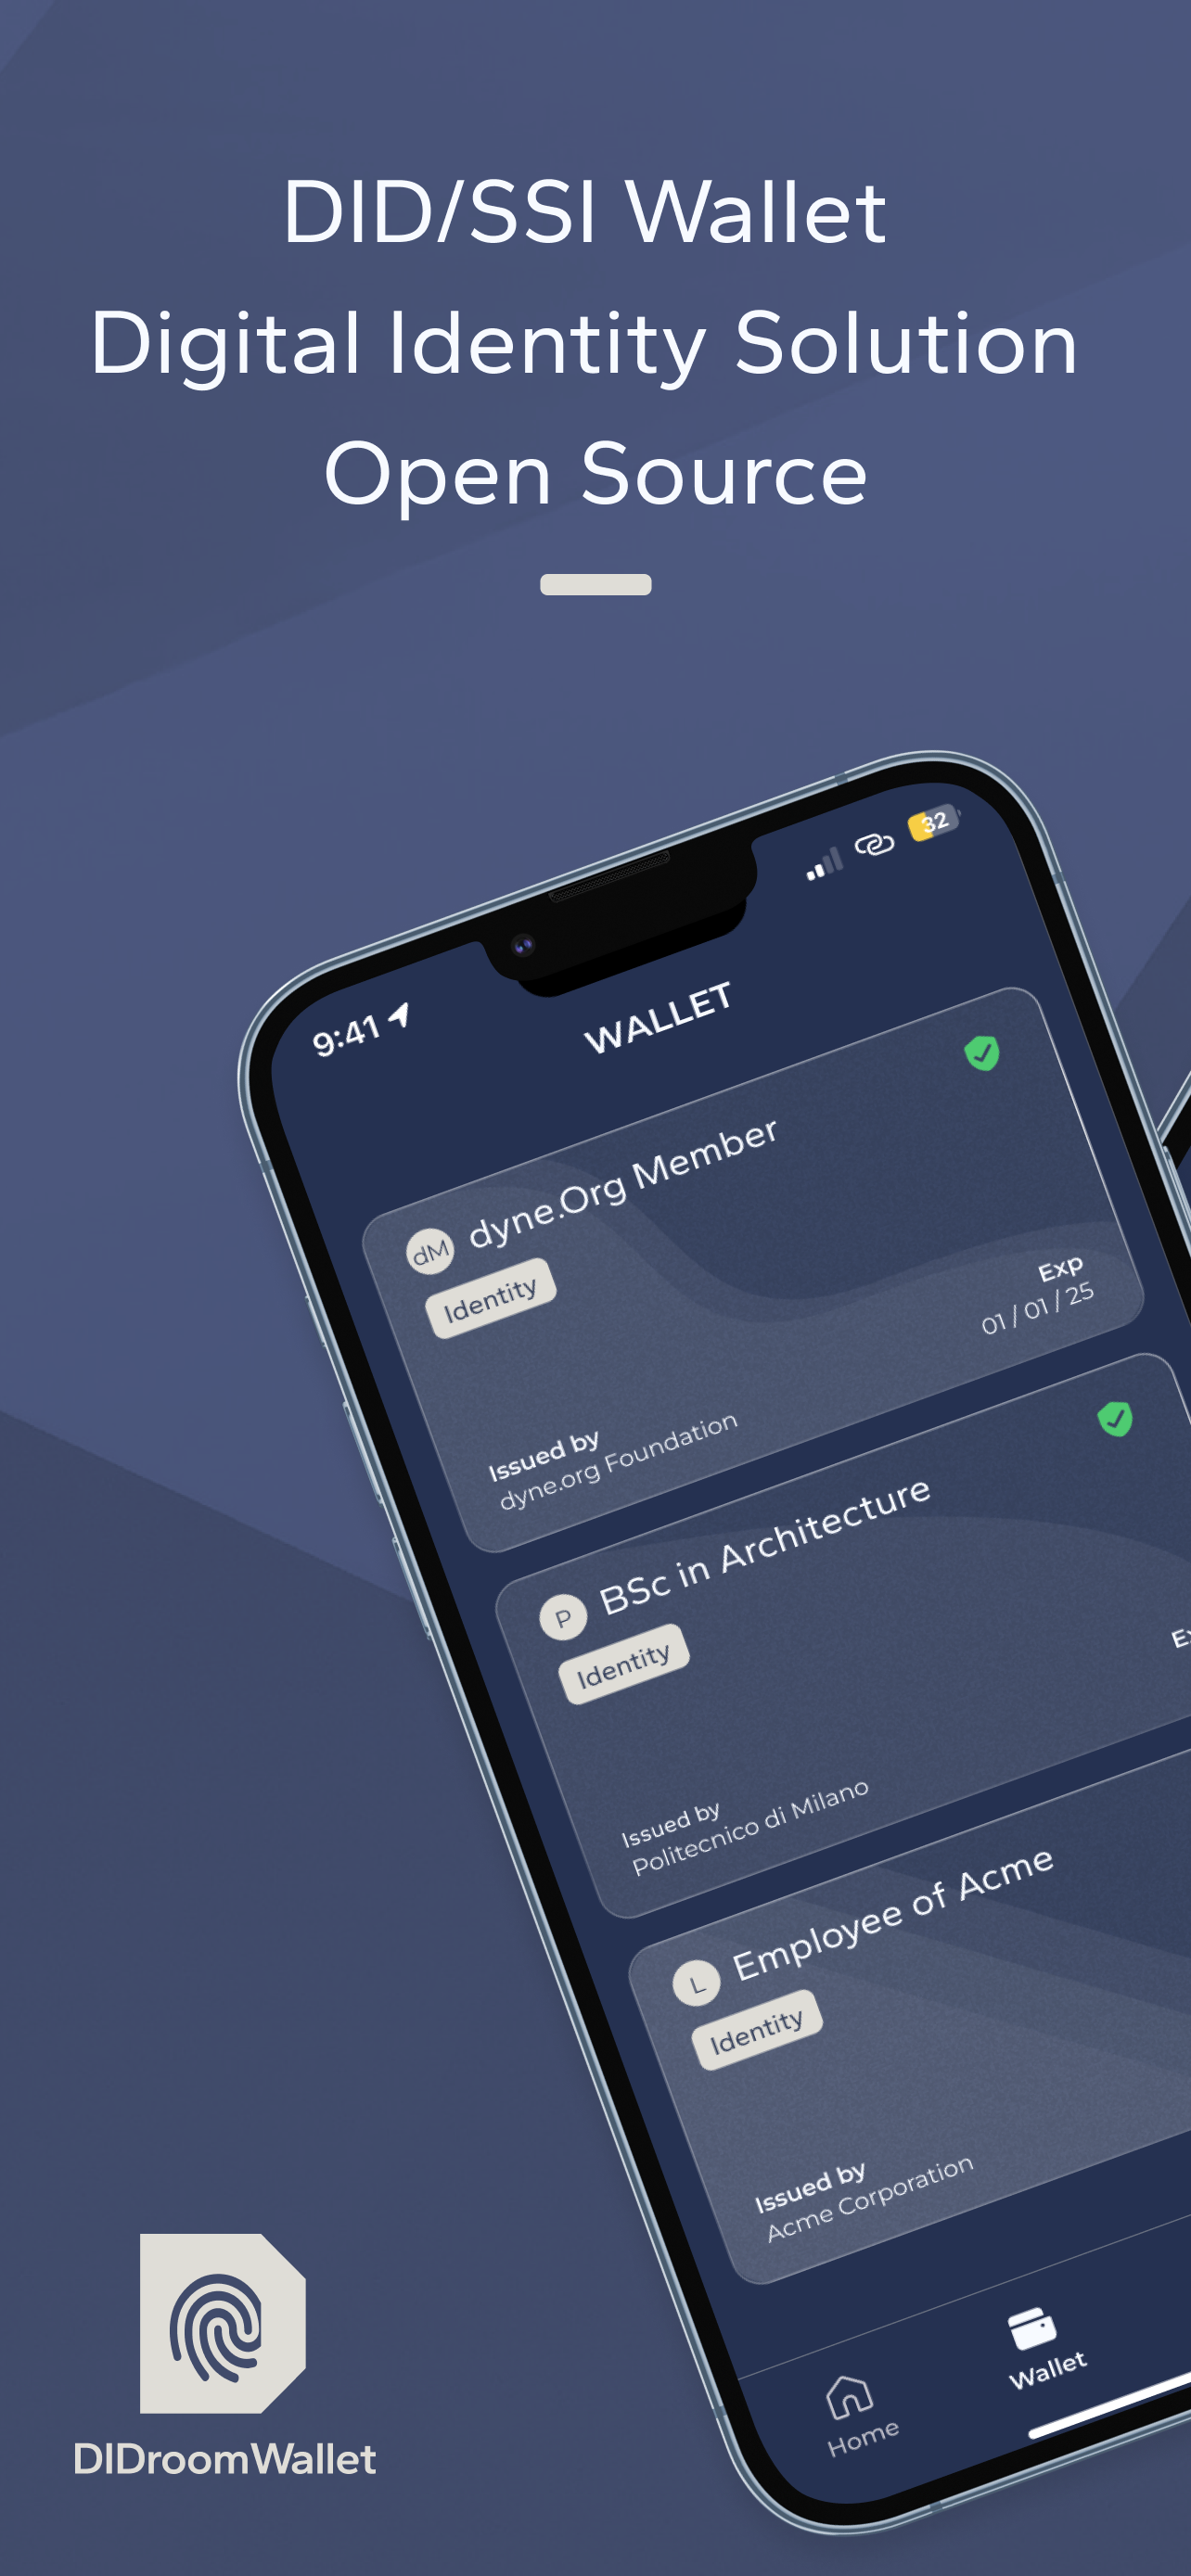 DID/SSI Wallet
Digital Identity Solution
Open Source
9:41
32
WALLET
dM
dyne.Org Member
Identity
Exp
01 / 01 / 25
Issued by
dyne.org Foundation
P
BSc in Architecture
Identity
Issued by
Politecnico di Milano
L
Employee of Acme
Identity
Issued by
Acme Corporation
Home
Wallet
DIDroomWallet